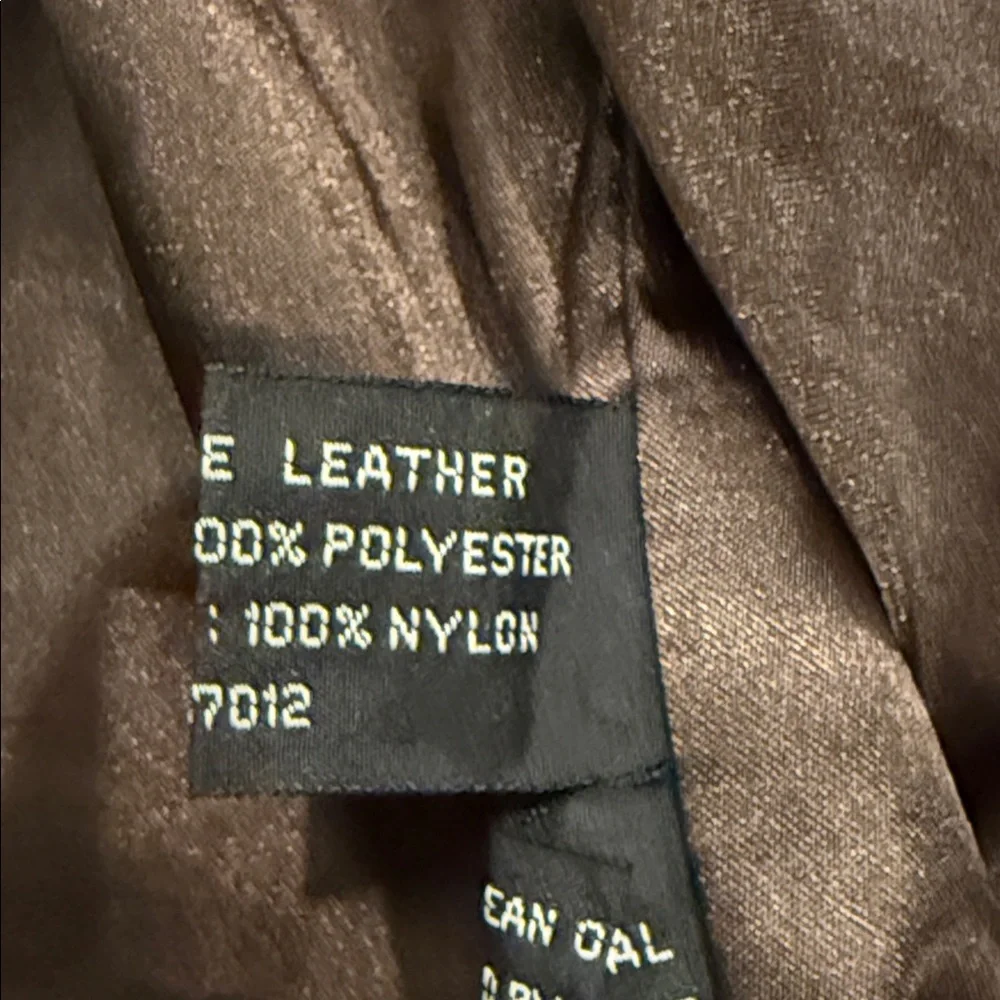 E LEATHER
00% POLYESTER
: 100% NYLON
7012
EAN OAL